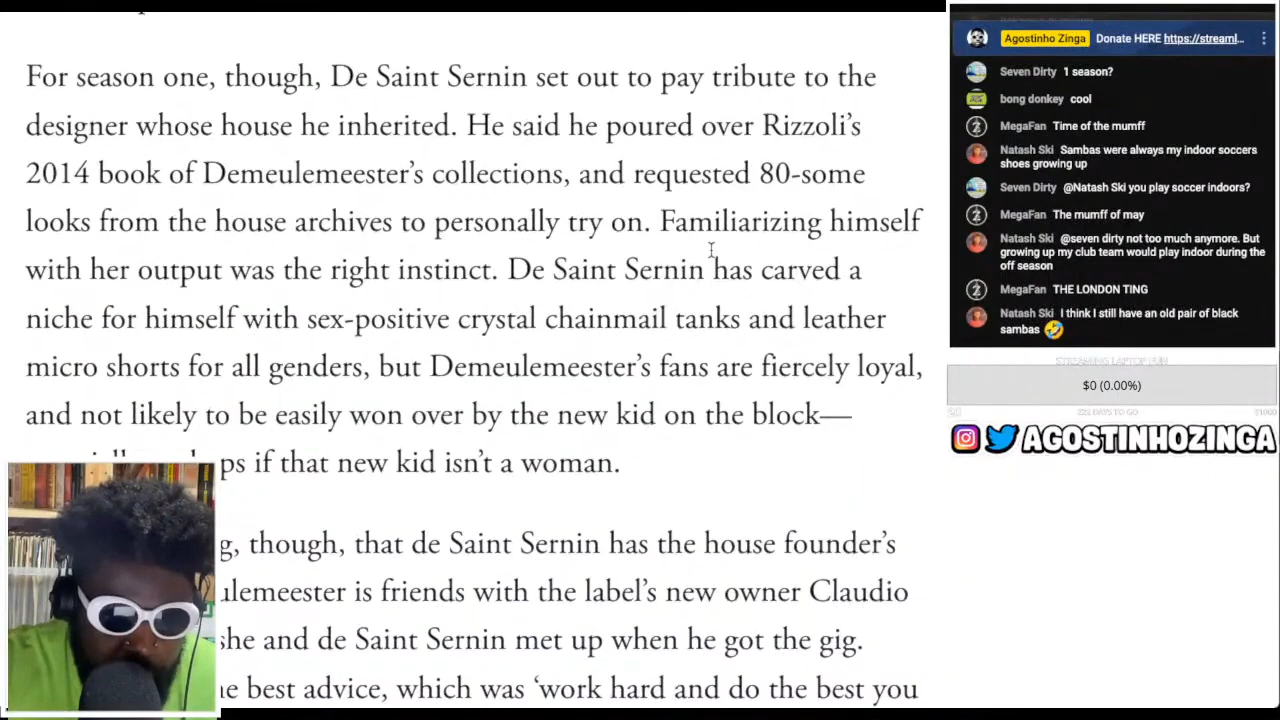 For season one, though, De Saint Sernin set out to pay tribute to the
designer whose house he inherited. He said he poured over Rizzoli's
2014 book of Demeulemeester's collections, and requested 80-some
looks from the house archives to personally try on. Familiarizing himself
with her output was the right instinct. De Saint Sernin has carved a
niche for himself with sex-positive crystal chainmail tanks and leather
micro shorts for all genders, but Demeulemeester's fans are fiercely loyal,
and not likely to be easily won over by the new kid on the block—
if that new kid isn't a woman.
though, that de Saint Sernin has the house founder's
is friends with the label's new owner Claudio
she and de Saint Sernin met up when he got the gig.
best advice, which was 'work hard and do the best you
Agostinho Zinga Donate HERE https://streaml...
Seven Dirty 1 season?
bong donkey cool
MegaFan Time of the mumff
Natash Ski Sambas were always my indoor soccers
shoes growing up
Seven Dirty @Natash Ski you play soccer indoors?
MegaFan The mumff of may
Natash Ski @seven dirty not too much anymore. But
growing up my club team would play indoor during the
off season
MegaFan THE LONDON TING
Natash Ski I think I still have an old pair of black
sambas 🤣
STREAMING LAPTOP FUN
$0 (0.00%)
$0 222 DAYS TO GO $1000
AGOSTINHOZINGA